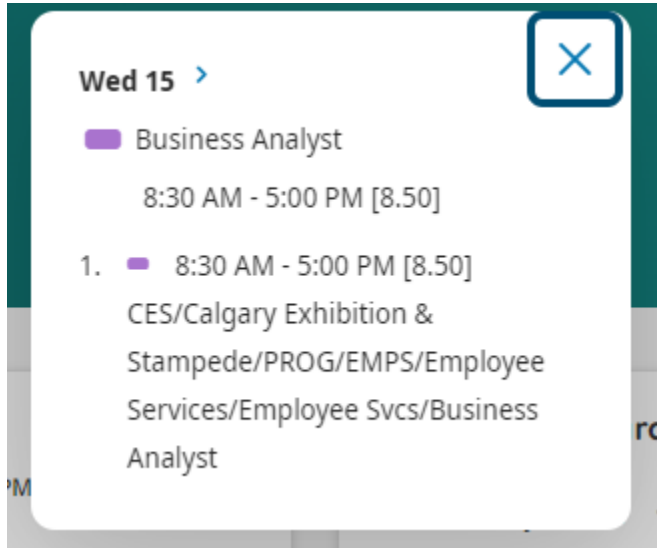 Wed 15
Business Analyst
8:30 AM - 5:00 PM [8.50]
1. 8:30 AM - 5:00 PM [8.50]
CES/Calgary Exhibition &
Stampede/PROG/EMPS/Employee
Services/Employee Svcs/Business
Analyst
PM